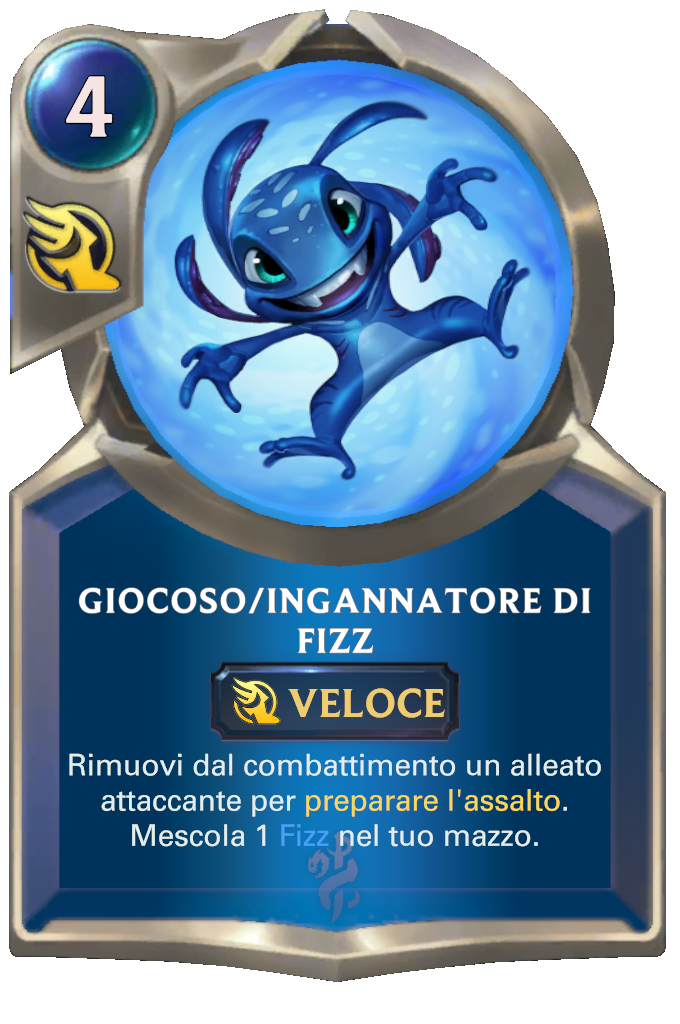 4
GIOCOSO/INGANNATORE DI
FIZZ
VELOCE
Rimuovi dal combattimento un alleato
attaccante per preparare l'assalto.
Mescola 1 Fizz nel tuo mazzo.